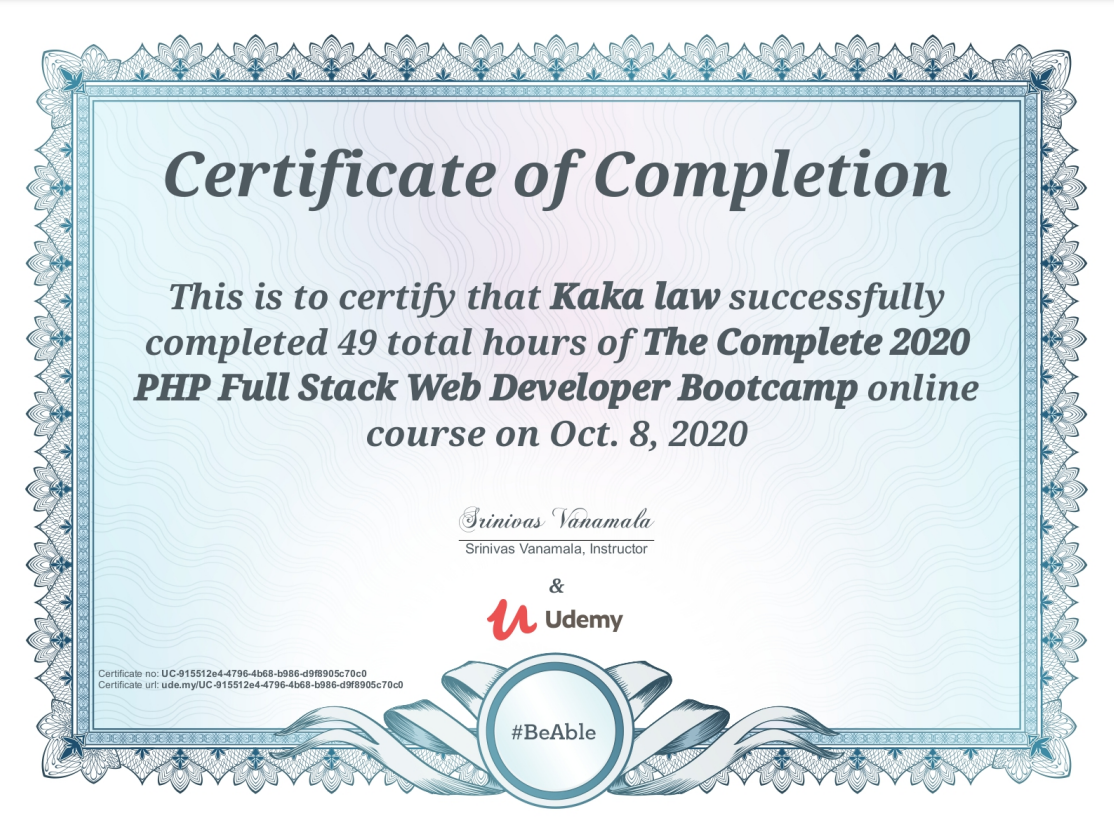 Certificate of Completion
This is to certify that Kaka law successfully
completed 49 total hours of The Complete 2020
PHP Full Stack Web Developer Bootcamp online
course on Oct. 8, 2020
Srinivas Vanamala
Srinivas Vanamala, Instructor
&
Udemy
Certificate no: UC-915512e4-4796-4b68-b986-d9f8905c70c0
Certificate url: ude.my/UC-915512e4-4796-4b68-b986-d9f8905c70c0
#BeAble